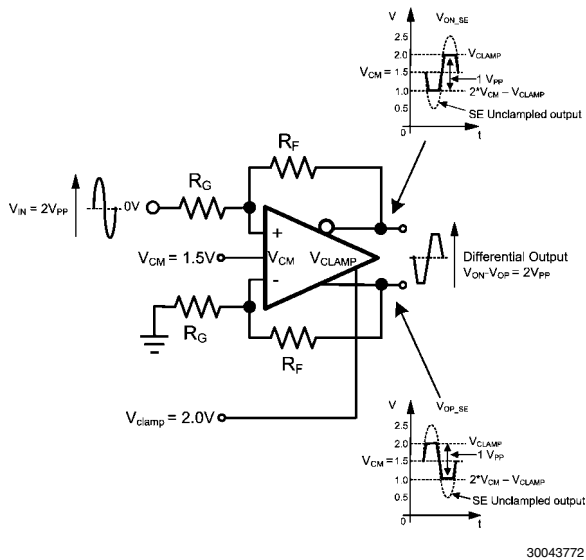 V
V_ON_SE
2.5
2.0
V_CLAMP
V_CM = 1.5
1 V_PP
1.0
2*V_CM – V_CLAMP
0.5
SE Unclamped output
0
t
R_F
R_G
V_IN = 2V_PP
0V
+
V_CM = 1.5V
V_CM
V_CLAMP
-
Differential Output
V_ON-V_OP = 2V_PP
R_G
R_F
V_clamp = 2.0V
V
V_OP_SE
2.5
2.0
V_CLAMP
1 V_PP
V_CM = 1.5
1.0
2*V_CM – V_CLAMP
0.5
SE Unclamped output
0
t
30043772